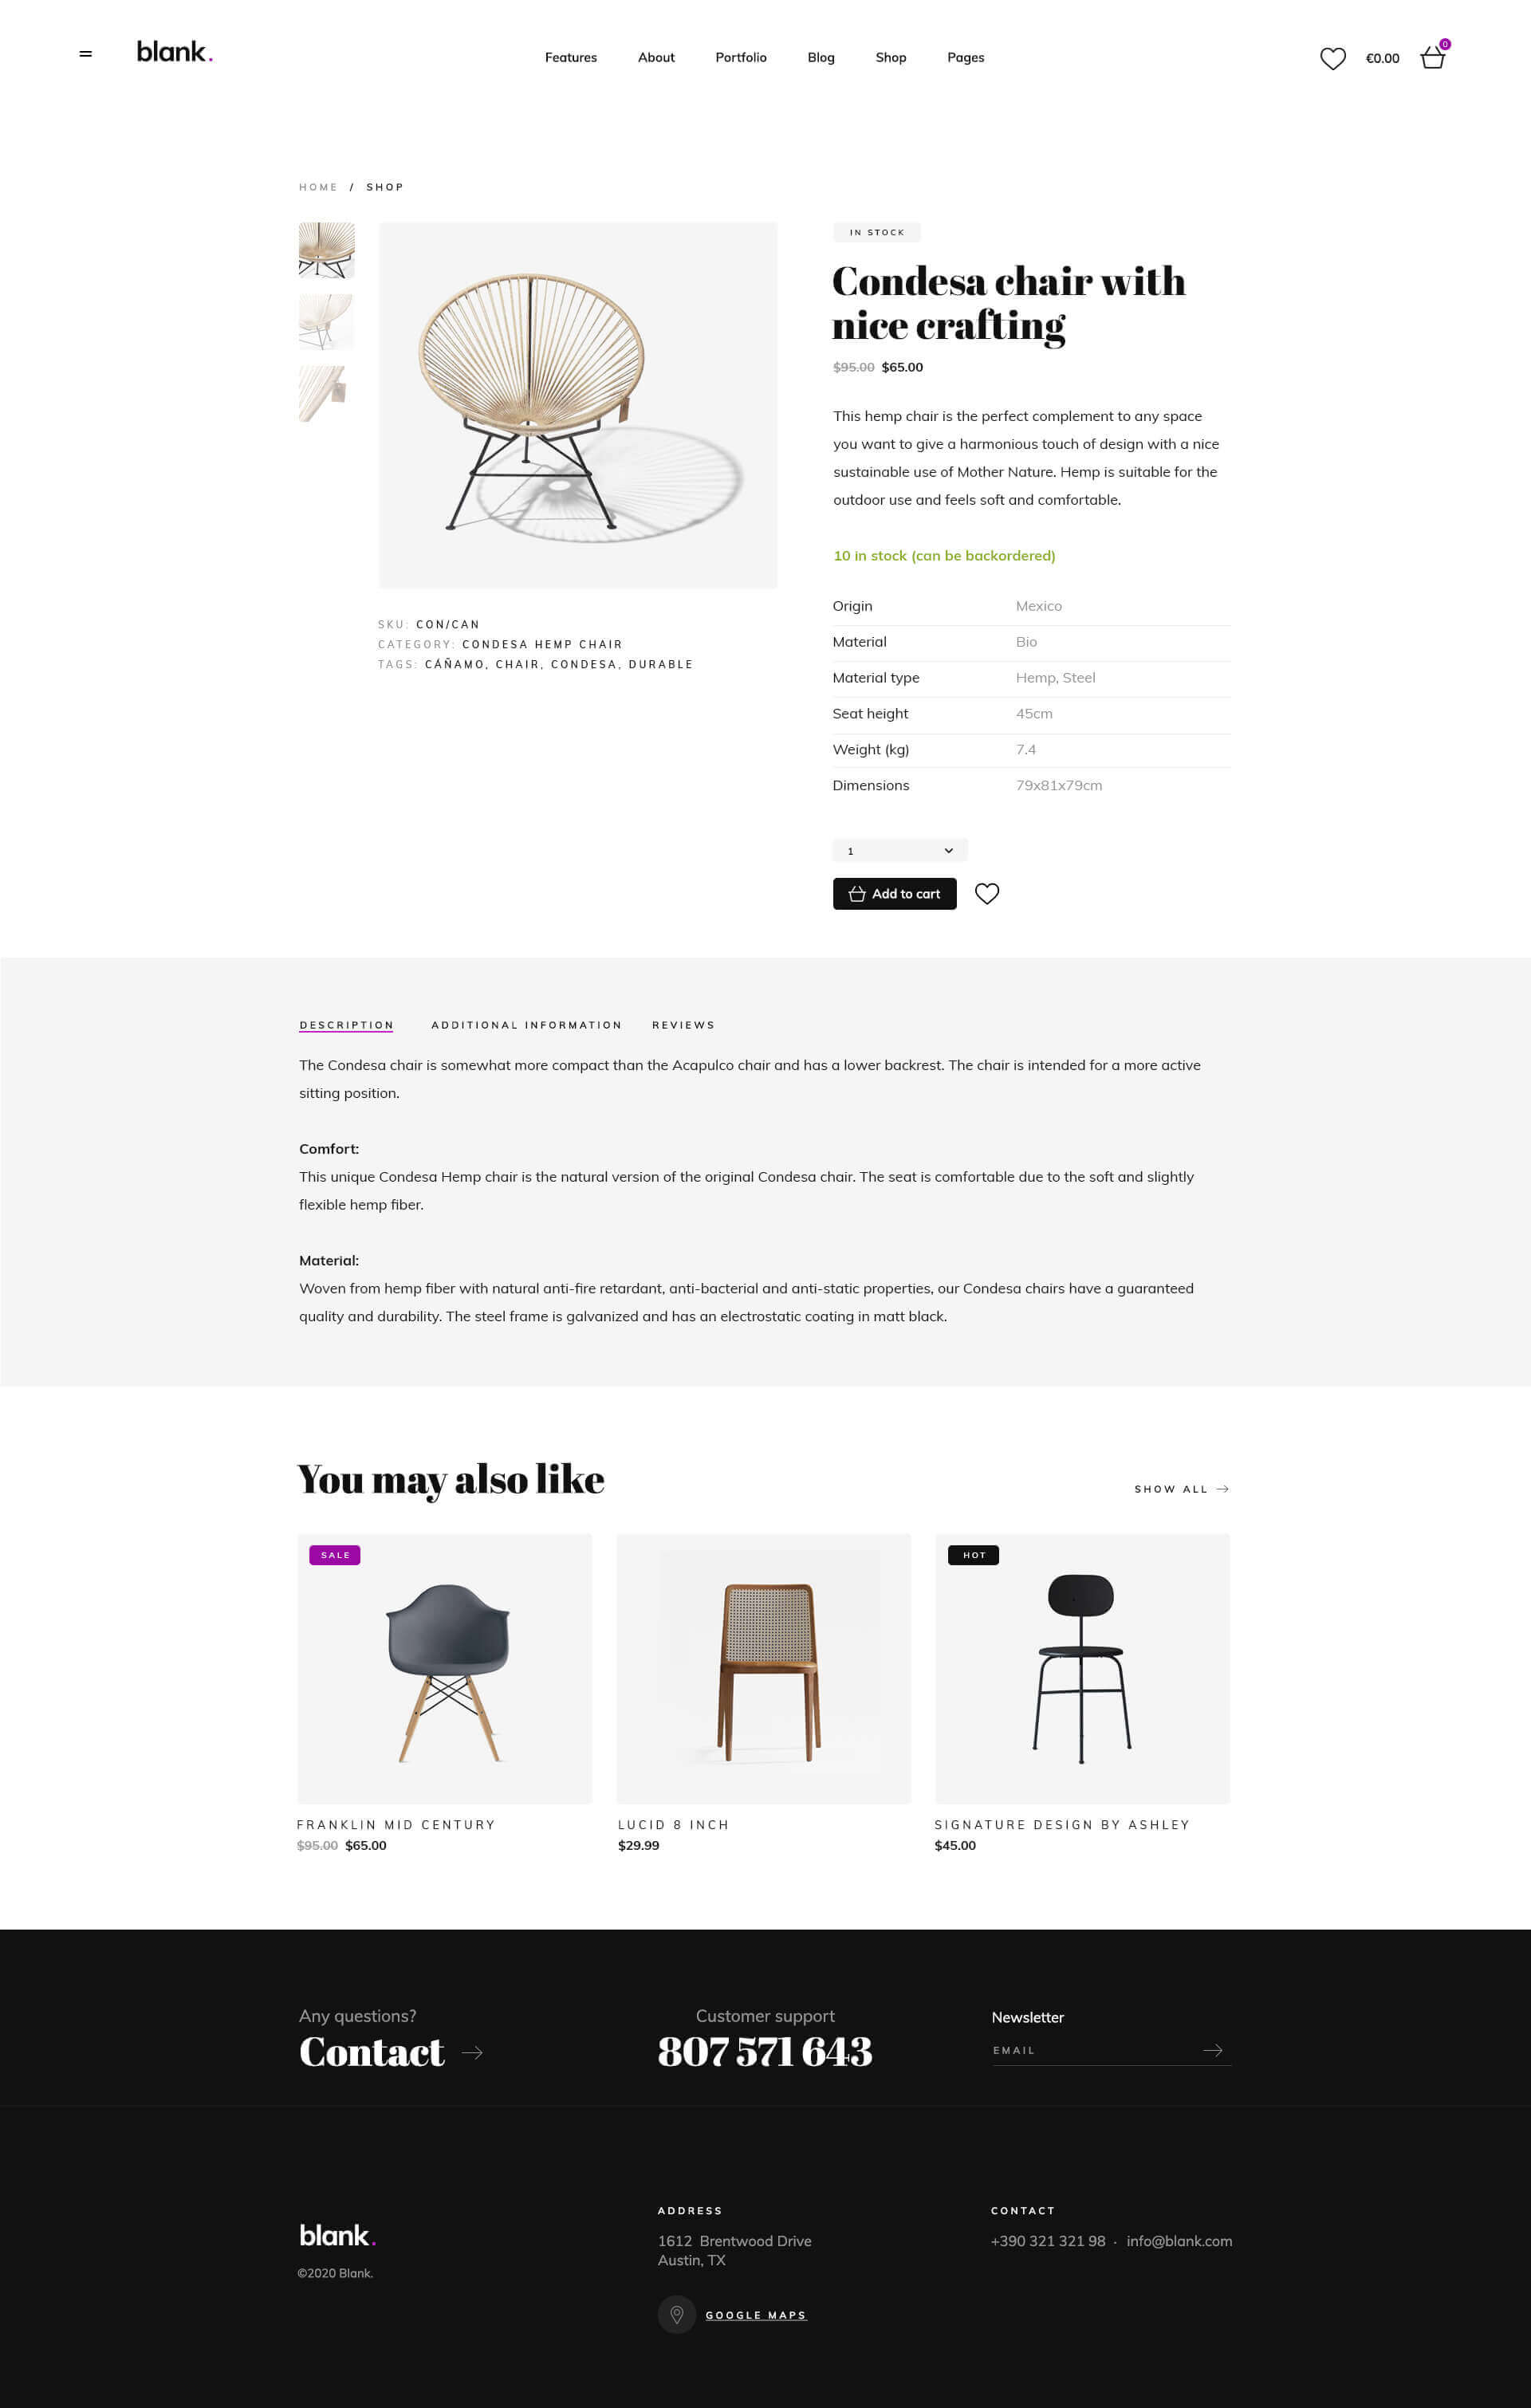 blank.
Features About Portfolio Blog Shop Pages
€0.00
0
HOME / SHOP
IN STOCK
Condesa chair with
nice crafting
$95.00 $65.00
This hemp chair is the perfect complement to any space
you want to give a harmonious touch of design with a nice
sustainable use of Mother Nature. Hemp is suitable for the
outdoor use and feels soft and comfortable.
10 in stock (can be backordered)
SKU: CON/CAN
CATEGORY: CONDESA HEMP CHAIR
TAGS: CÁÑAMO, CHAIR, CONDESA, DURABLE
Origin Mexico
Material Bio
Material type Hemp, Steel
Seat height 45cm
Weight (kg) 7.4
Dimensions 79x81x79cm
1
Add to cart
DESCRIPTION ADDITIONAL INFORMATION REVIEWS
The Condesa chair is somewhat more compact than the Acapulco chair and has a lower backrest. The chair is intended for a more active
sitting position.
Comfort:
This unique Condesa Hemp chair is the natural version of the original Condesa chair. The seat is comfortable due to the soft and slightly
flexible hemp fiber.
Material:
Woven from hemp fiber with natural anti-fire retardant, anti-bacterial and anti-static properties, our Condesa chairs have a guaranteed
quality and durability. The steel frame is galvanized and has an electrostatic coating in matt black.
You may also like
SHOW ALL
SALE
HOT
FRANKLIN MID CENTURY
$95.00 $65.00
LUCID 8 INCH
$29.99
SIGNATURE DESIGN BY ASHLEY
$45.00
Any questions?
Contact
Customer support
807 571 643
Newsletter
EMAIL
blank.
©2020 Blank.
ADDRESS
1612 Brentwood Drive
Austin, TX
GOOGLE MAPS
CONTACT
+390 321 321 98 · info@blank.com